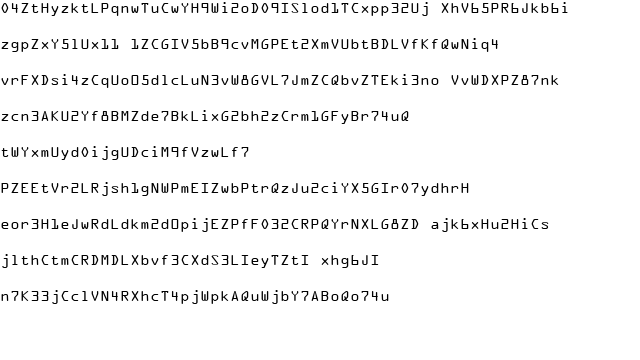 04ZtHyzktLPqnwTuCwYH9Wi2oD09ISlod1TCxpp32Uj XhV65PR6Jkb6i
zgpZxY5lUx11 1ZCGIV5bB9cvMGPEt2XmVUbtBDLVfKfQwNiq4
vrFXDsi4zCqUoO5dlcLuN3vW8GVL7JmZCQbvZTEki3no VvWDXPZ87nk
zcn3AKU2Yf8BMZde7BkLixG2bh2zCrm1GFyBr74uQ
tWYxmUyd0ijgUDciM9fVzwLf7
PZEEtVr2LRjsh1gNWPmEIZwbPtrQzJu2ciYX5GIr07ydhrH
eor3H1eJwRdLdkm2d0pijEZPfF032CRPQYrNXLG8ZD ajk6xHu2HiCs
jlthCtmCRDMDLXbvf3CXdS3LIeyTZtI xhg6JI
n7K33jCclVN4RXhcT4pjWpkAQuWjbY7ABoQo74u